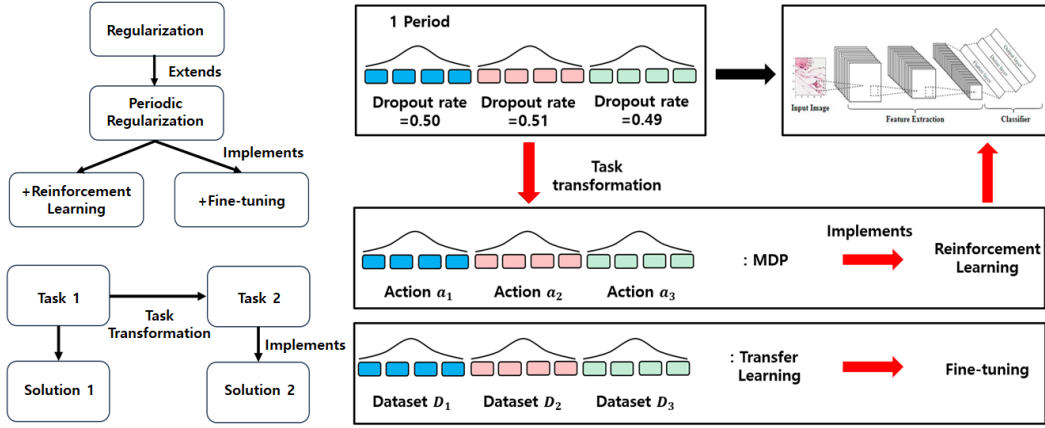 Regularization
Extends
Periodic
Regularization
Implements
+Reinforcement
Learning
+Fine-tuning
Task 1
Task 2
Task
Transformation
Implements
Solution 1
Solution 2
1 Period
Dropout rate
=0.50
Dropout rate
=0.51
Dropout rate
=0.49
Input Image
Feature Extraction
Classifier
Task
transformation
Action a₁
Action a₂
Action a₃
: MDP
Implements
Reinforcement
Learning
Dataset D₁
Dataset D₂
Dataset D₃
: Transfer
Learning
Fine-tuning